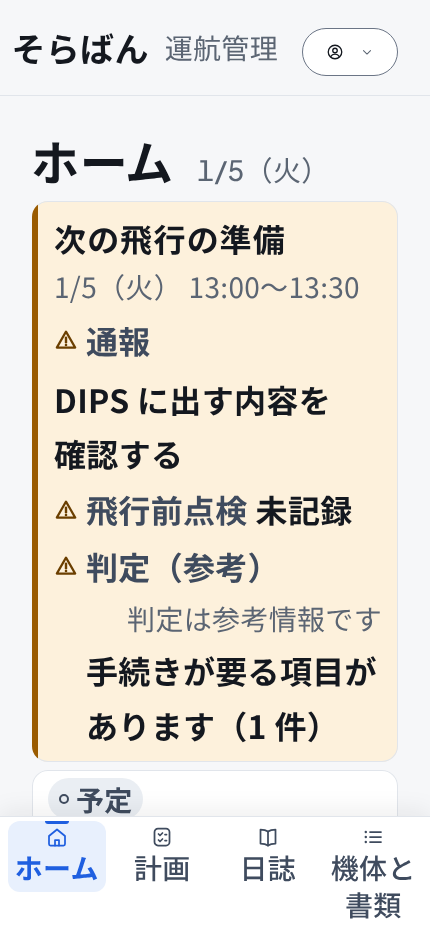 そらばん 運航管理
ホーム 1/5（火）
次の飛行の準備
1/5（火） 13:00〜13:30
通報
DIPS に出す内容を
確認する
飛行前点検 未記録
判定（参考）
判定は参考情報です
手続きが要る項目が
あります（1 件）
予定
ホーム 計画 日誌 機体と
書類